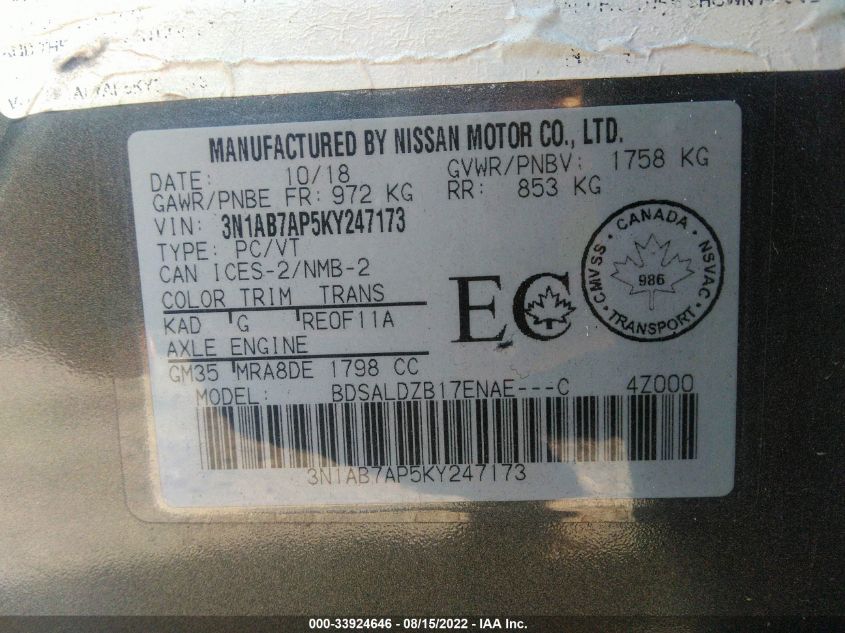 MANUFACTURED BY NISSAN MOTOR CO., LTD.
DATE: 10/18 GVWR/PNBV: 1758 KG
GAWR/PNBE FR: 972 KG RR: 853 KG
VIN: 3N1AB7AP5KY247173
TYPE: PC/VT
CAN ICES-2/NMB-2
COLOR TRIM TRANS
KAD G RE0F11A
AXLE ENGINE
GM35 MRA8DE 1798 CC
MODEL: BDSALDZB17ENAE---C 4Z000
EC
CANADA
CMVSS NSVAC
986
TRANSPORT
3N1AB7AP5KY247173
000-33924646 - 08/15/2022 - IAA Inc.